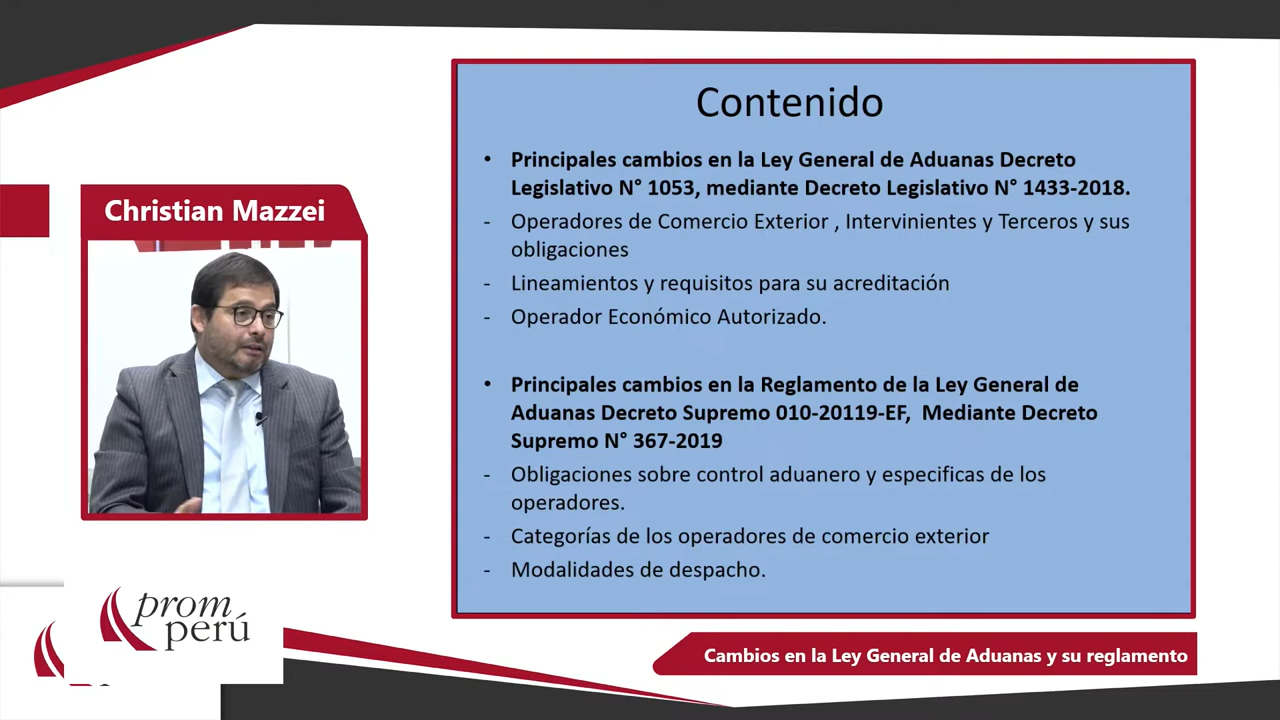 Contenido
• Principales cambios en la Ley General de Aduanas Decreto
Legislativo N° 1053, mediante Decreto Legislativo N° 1433-2018.
- Operadores de Comercio Exterior , Intervinientes y Terceros y sus
obligaciones
- Lineamientos y requisitos para su acreditación
- Operador Económico Autorizado.
• Principales cambios en la Reglamento de la Ley General de
Aduanas Decreto Supremo 010-20119-EF, Mediante Decreto
Supremo N° 367-2019
- Obligaciones sobre control aduanero y especificas de los
operadores.
- Categorías de los operadores de comercio exterior
- Modalidades de despacho.
Christian Mazzei
prom
perú
Cambios en la Ley General de Aduanas y su reglamento